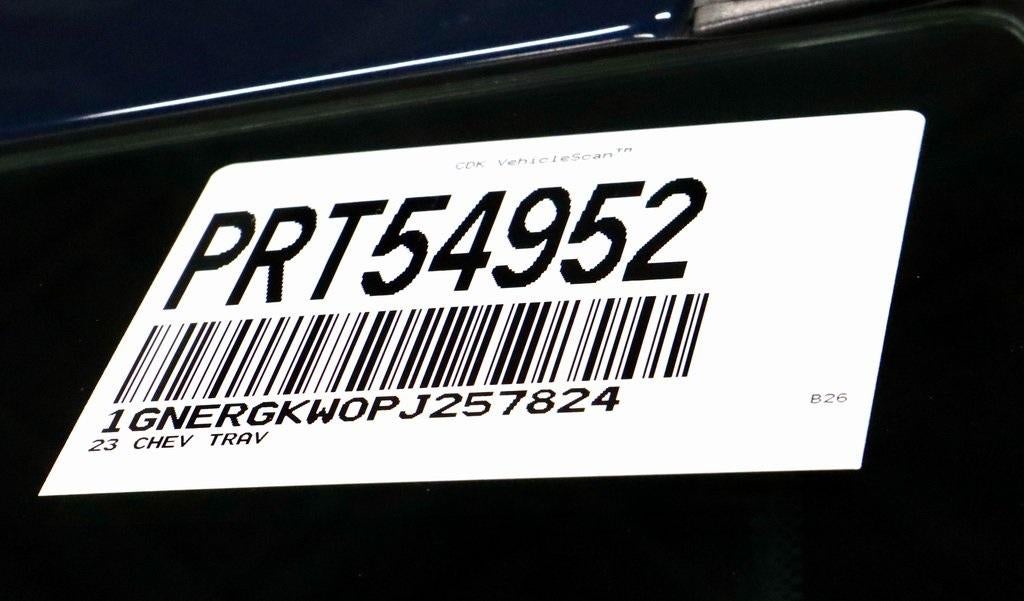 CDK VehicleScan™
PRT54952
1GNERGKW0PJ257824
23 CHEV TRAV
B26